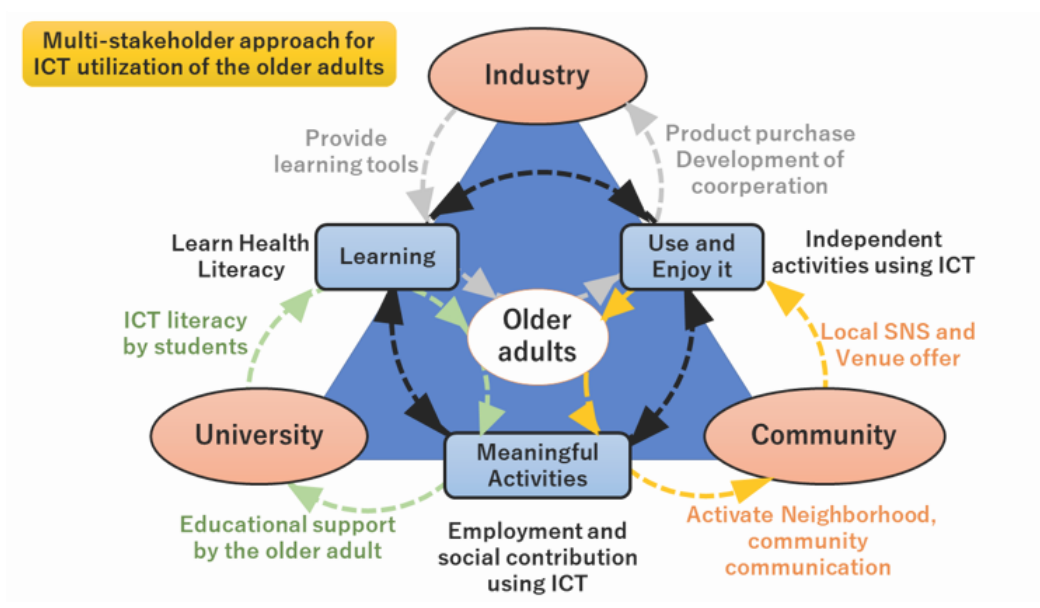 Multi-stakeholder approach for
ICT utilization of the older adults
Industry
Provide
learning tools
Product purchase
Development of
coorperation
Learn Health
Literacy
Learning
Use and
Enjoy it
Independent
activities using ICT
Older
adults
ICT literacy
by students
Local SNS and
Venue offer
University
Community
Meaningful
Activities
Educational support
by the older adult
Employment and
social contribution
using ICT
Activate Neighborhood,
community
communication